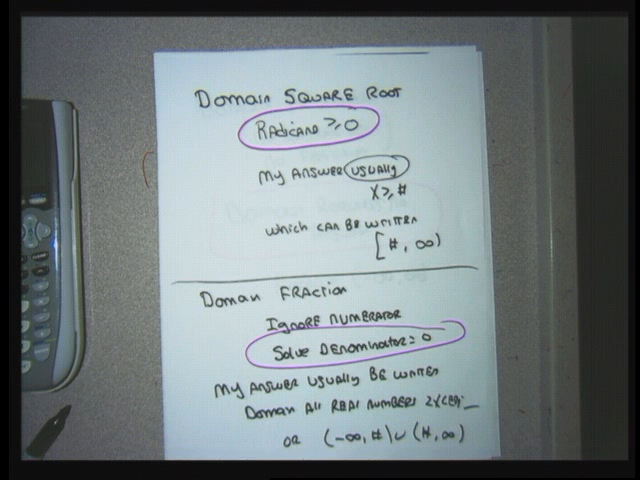 Domain SQUARE ROOT
RADicAND ≥ 0
My Answer usually
X ≥ #
which can be written
[#, ∞)
Domain FRAction
Ignore NUMERATOR
Solve Denominator = 0
My Answer usually be written
Domain All Real Numbers
or (-∞, #) ∪ (#, ∞)